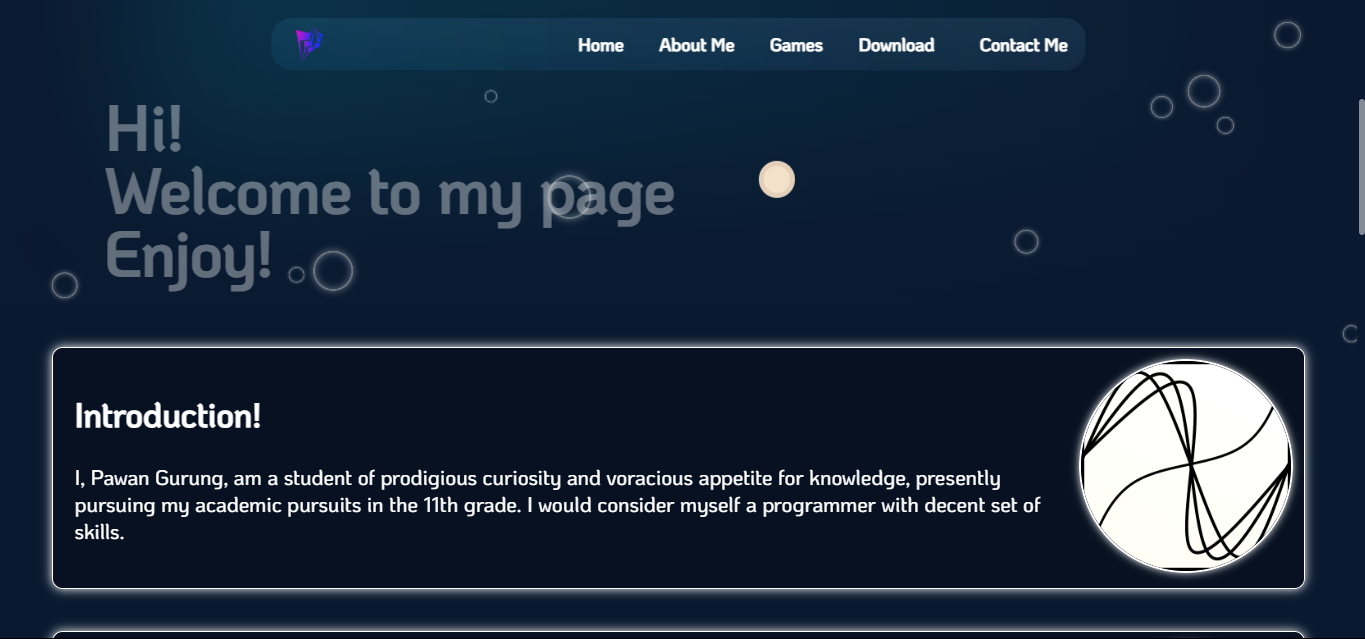 Home About Me Games Download Contact Me
Hi!
Welcome to my page
Enjoy!
Introduction!
I, Pawan Gurung, am a student of prodigious curiosity and voracious appetite for knowledge, presently
pursuing my academic pursuits in the 11th grade. I would consider myself a programmer with decent set of
skills.